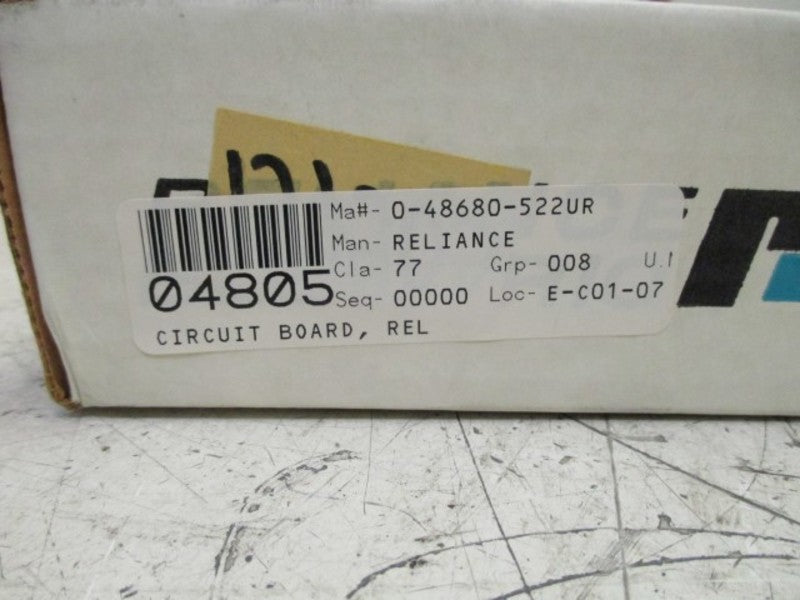 Ma#- 0-48680-522UR
Man- RELIANCE
Cla- 77 Grp- 008
04805 Seq- 00000 Loc- E-C01-07
CIRCUIT BOARD, REL